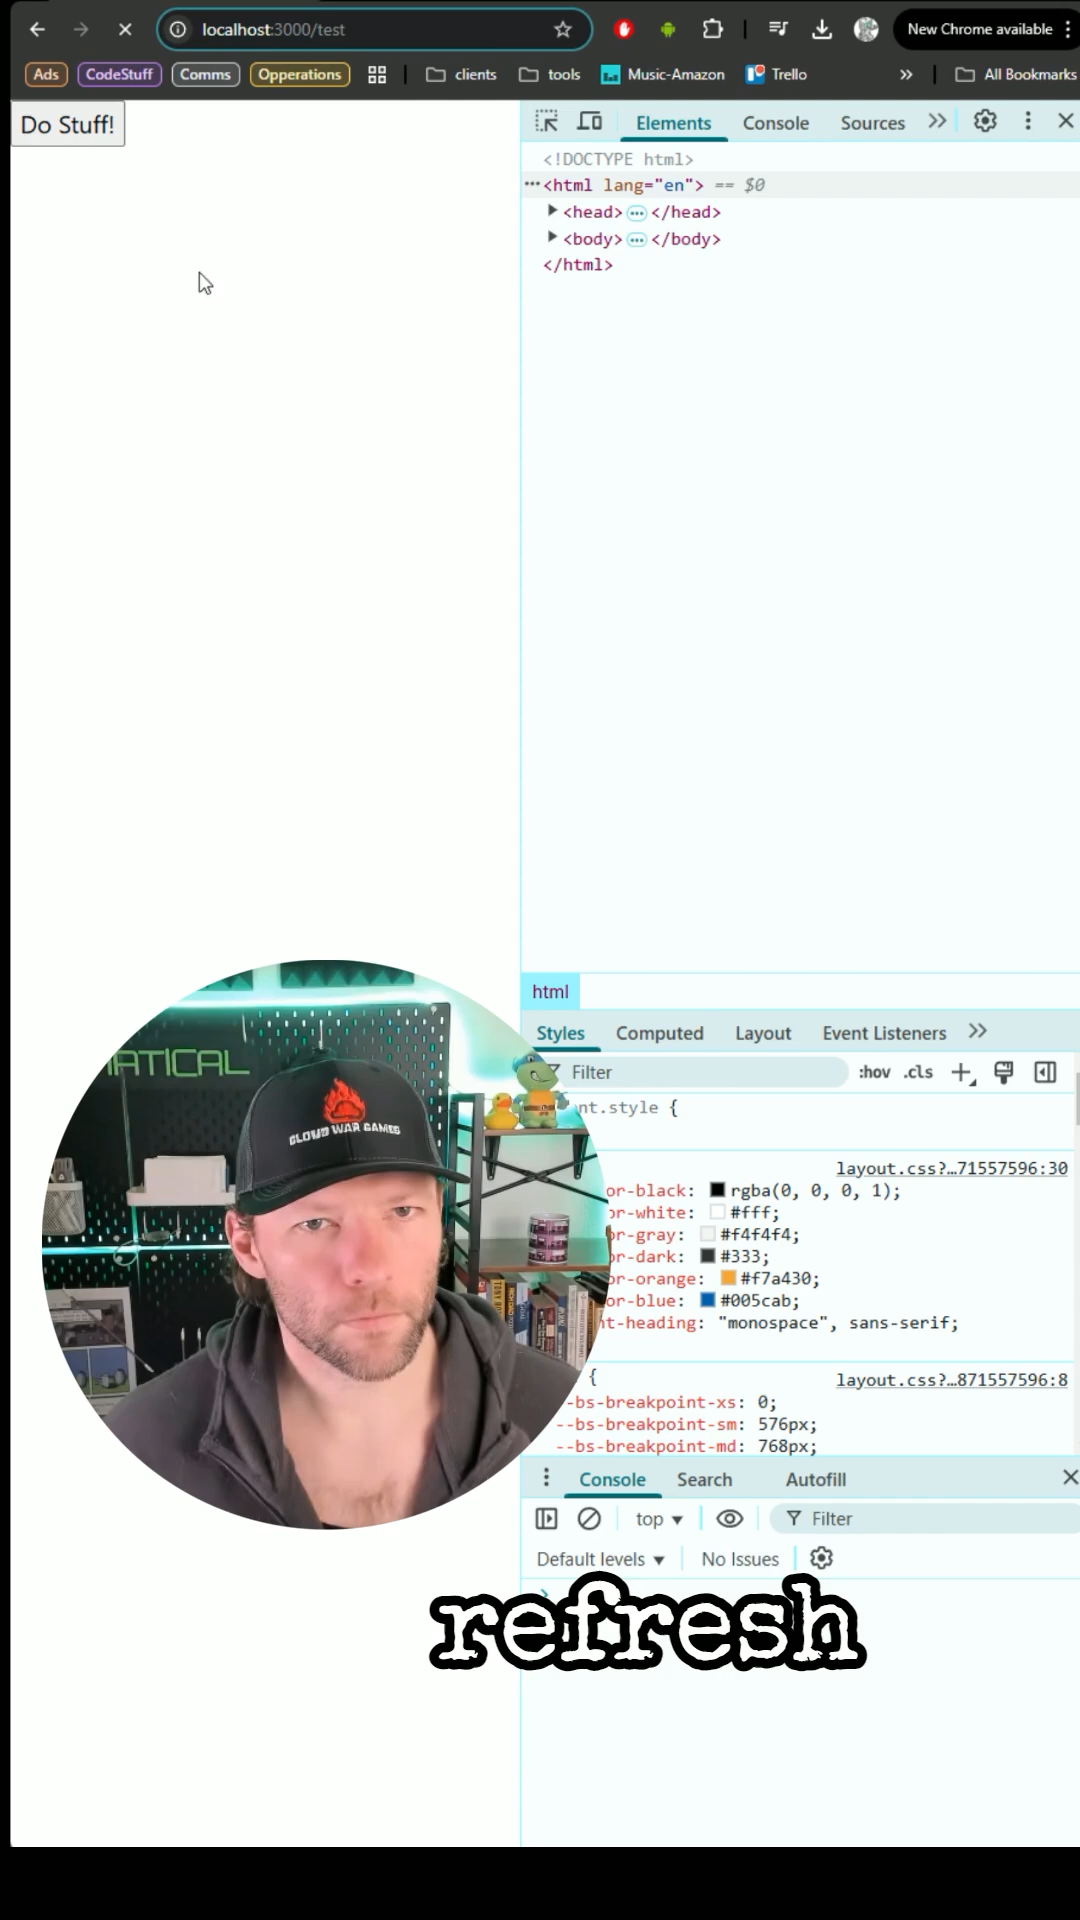 localhost:3000/test
New Chrome available
Ads
CodeStuff
Comms
Opperations
clients
tools
Music-Amazon
Trello
All Bookmarks
Do Stuff!
Elements
Console
Sources
<!DOCTYPE html>
<html lang="en"> == $0
<head> ••• </head>
<body> ••• </body>
</html>
html
Styles
Computed
Layout
Event Listeners
Filter
:hov
.cls
nt.style {
layout.css?…71557596:30
or-black: rgba(0, 0, 0, 1);
or-white: #fff;
or-gray: #f4f4f4;
or-dark: #333;
or-orange: #f7a430;
or-blue: #005cab;
nt-heading: "monospace", sans-serif;
{
layout.css?…871557596:8
--bs-breakpoint-xs: 0;
--bs-breakpoint-sm: 576px;
--bs-breakpoint-md: 768px;
MATICAL
CLOUD WAR GAMES
Console
Search
Autofill
top
Filter
Default levels
No Issues
refresh